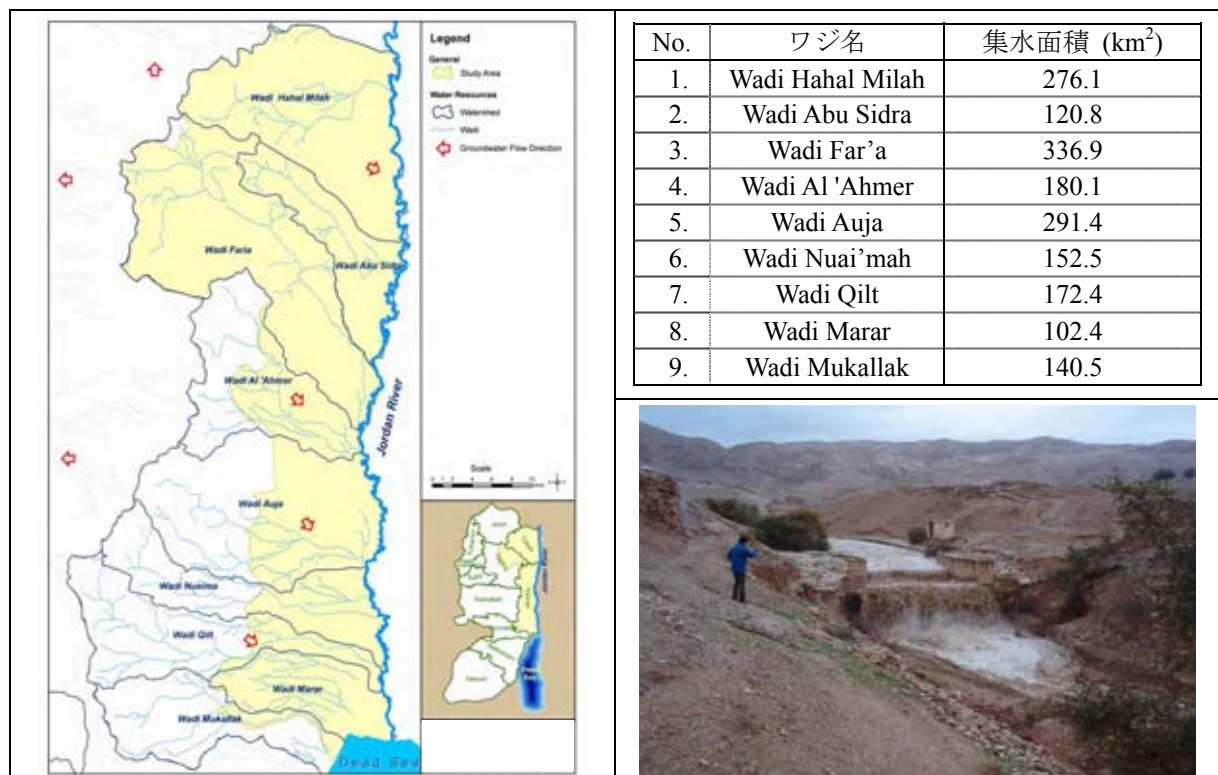 Legend
General
Study Area
Water Resources
Watershed
Wadi
Groundwater Flow Direction
Wadi Hahal Milah
Wadi Faria
Wadi Abu Sidra
Wadi Al 'Ahmer
Jordan River
Wadi Auja
Wadi Nueima
Wadi Qilt
Wadi Marar
Wadi Mukallak
Dead Sea
Scale
No. ワジ名 集水面積 (km²)
1. Wadi Hahal Milah 276.1
2. Wadi Abu Sidra 120.8
3. Wadi Far’a 336.9
4. Wadi Al 'Ahmer 180.1
5. Wadi Auja 291.4
6. Wadi Nuai’mah 152.5
7. Wadi Qilt 172.4
8. Wadi Marar 102.4
9. Wadi Mukallak 140.5